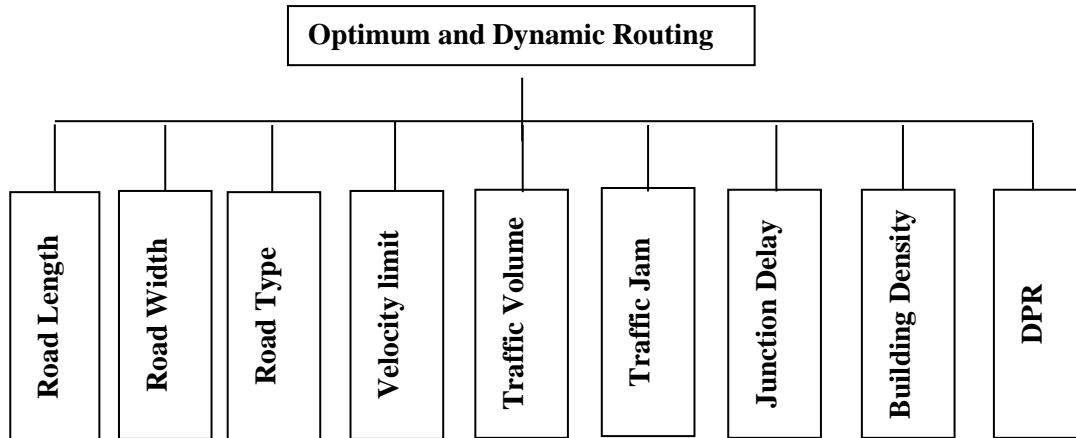 Optimum and Dynamic Routing
Road Length
Road Width
Road Type
Velocity limit
Traffic Volume
Traffic Jam
Junction Delay
Building Density
DPR